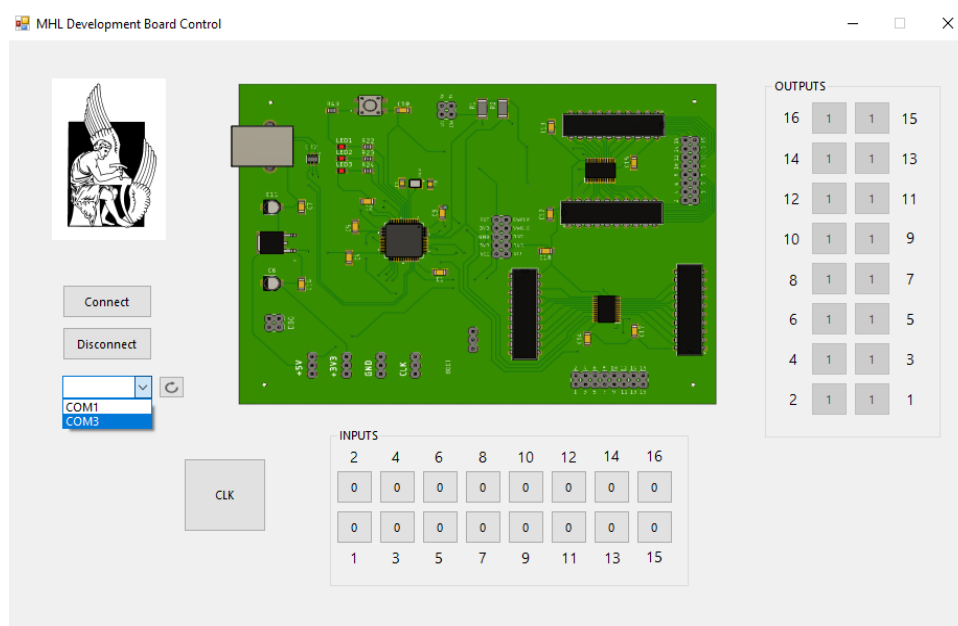 MHL Development Board Control
OUTPUTS
16 1 1 15
14 1 1 13
12 1 1 11
10 1 1 9
8 1 1 7
6 1 1 5
4 1 1 3
2 1 1 1
LED1
LED2
LED3
Connect
Disconnect
COM1
COM3
+5V
+3V3
GND
CLK
CLK
INPUTS
2 4 6 8 10 12 14 16
0 0 0 0 0 0 0 0
0 0 0 0 0 0 0 0
1 3 5 7 9 11 13 15